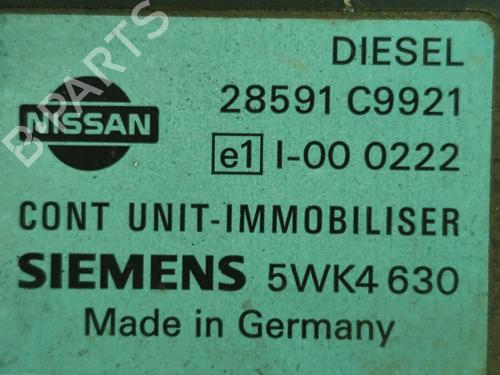 DIESEL
28591 C9921
NISSAN
e1 I-00 0222
CONT UNIT-IMMOBILISER
SIEMENS 5WK4 630
Made in Germany
B-PARTS